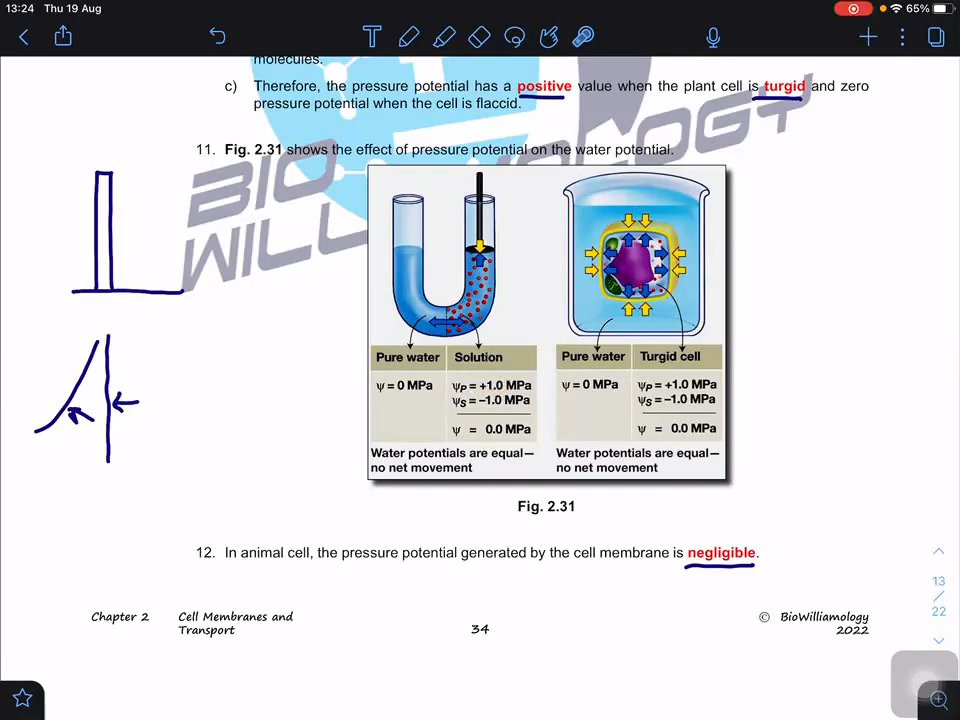 13:24 Thu 19 Aug
65%
molecules.
c) Therefore, the pressure potential has a positive value when the plant cell is turgid and zero
pressure potential when the cell is flaccid.
11. Fig. 2.31 shows the effect of pressure potential on the water potential.
BIO
WILL
OLOGY
Pure water Solution
ψ = 0 MPa
ψP = +1.0 MPa
ψS = –1.0 MPa
ψ = 0.0 MPa
Water potentials are equal—
no net movement
Pure water Turgid cell
ψ = 0 MPa
ψP = +1.0 MPa
ψS = –1.0 MPa
ψ = 0.0 MPa
Water potentials are equal—
no net movement
Fig. 2.31
12. In animal cell, the pressure potential generated by the cell membrane is negligible.
13
/
22
Chapter 2 Cell Membranes and
Transport
34
© BioWilliamology
2022